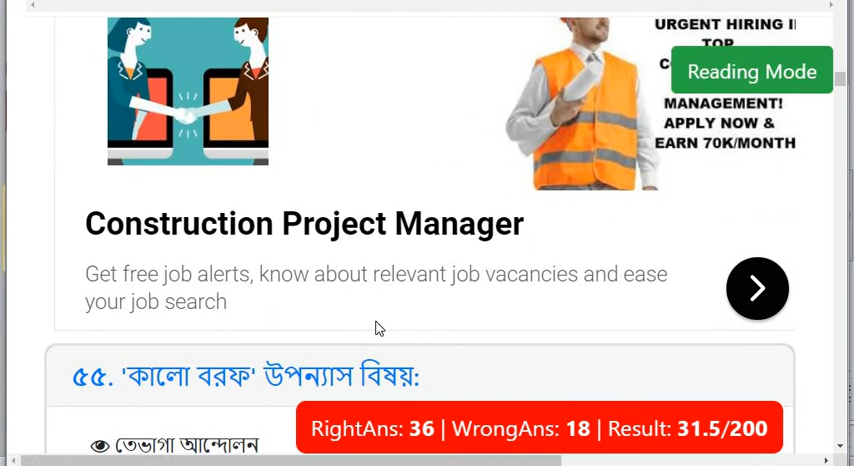 URGENT HIRING I
TOP
Reading Mode
MANAGEMENT!
APPLY NOW &
EARN 70K/MONTH
Construction Project Manager
Get free job alerts, know about relevant job vacancies and ease
your job search
৫৫. 'কালো বরফ' উপন্যাস বিষয়:
RightAns: 36 | WrongAns: 18 | Result: 31.5/200
তেভাগা আন্দোলন